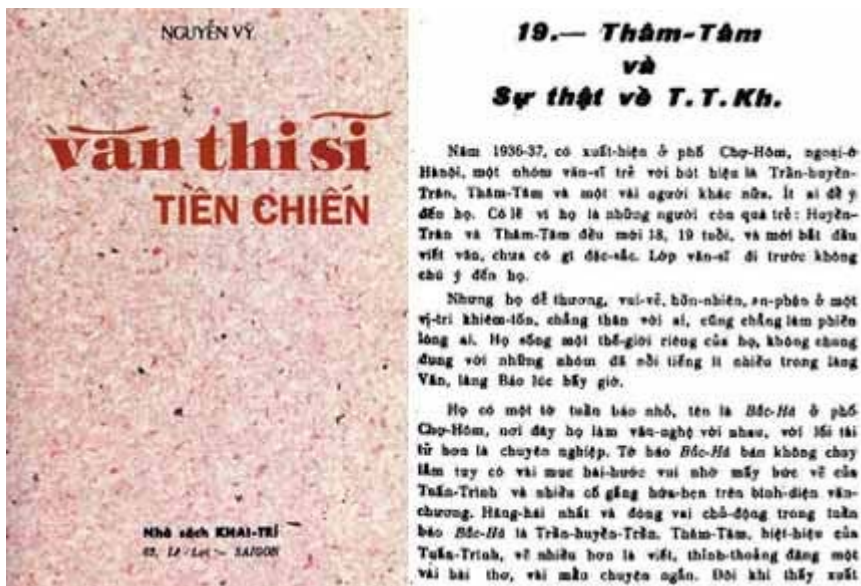 NGUYỄN VỸ
văn thi sĩ
TIỀN CHIẾN
Nhà sách KHAI-TRÍ
62, Lê-Lợi — SAIGON
19.— Thâm-Tâm
và
Sự thật về T.T.Kh.
Năm 1936-37, có xuất-hiện ở phố Chợ-Hôm, ngoại-ô
Hànội, một nhóm văn-sĩ trẻ với bút hiệu là Trần-huyền-
Trân, Thâm-Tâm và một vài người khác nữa. Ít ai để ý
đến họ. Có lẽ vì họ là những người còn quá trẻ: Huyền-
Trân và Thâm-Tâm đều mới 18, 19 tuổi, và mới bắt đầu
viết văn, chưa có gì đặc-sắc. Lớp văn-sĩ đi trước không
chú ý đến họ.
Nhưng họ dễ thương, vui-vẻ, hồn-nhiên, an-phận ở một
vị-trí khiêm-tốn, chẳng thân với ai, cũng chẳng làm phiền
lòng ai. Họ sống một thế-giới riêng của họ, không chung
đụng với những nhóm đã nổi tiếng ít nhiều trong làng
Văn, làng Báo lúc bấy giờ.
Họ có một tờ tuần báo nhỏ, tên là Bắc-Hà ở phố
Chợ-Hôm, nơi đây họ làm văn-nghệ với nhau, với lối tài
tử hơn là chuyên nghiệp. Tờ báo Bắc-Hà bán không chạy
lắm tuy có vài mục hài-hước vui nhờ mấy bức vẽ của
Tuấn-Trình và nhiều cố gắng hứa-hẹn trên bình-diện văn-
chương. Hăng-hái nhất và đóng vai chủ-động trong tuần
báo Bắc-Hà là Trần-huyền-Trân. Thâm-Tâm, biệt-hiệu của
Tuấn-Trình, vẽ nhiều hơn là viết, thỉnh-thoảng đăng một
vài bài thơ, vài mẩu chuyện ngắn. Đôi khi thấy xuất